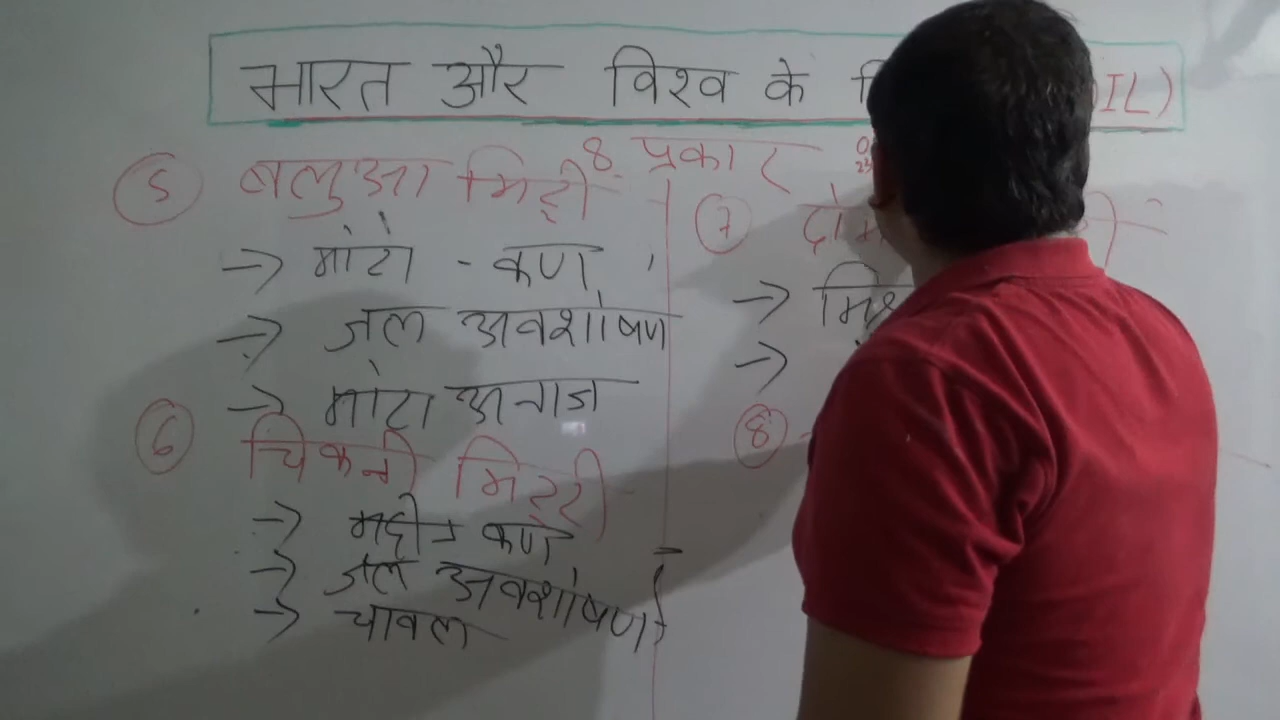 भारत और विश्व के
IL)
8 प्रकार
5 बलुआ मिट्टी
→ मोटा - कण
→ जल अवशोषण
→ मोटा अनाज
6 चिकनी मिट्टी
→ महीन कण
→ जल अवशोषण
→ चावल
7
→
→
8